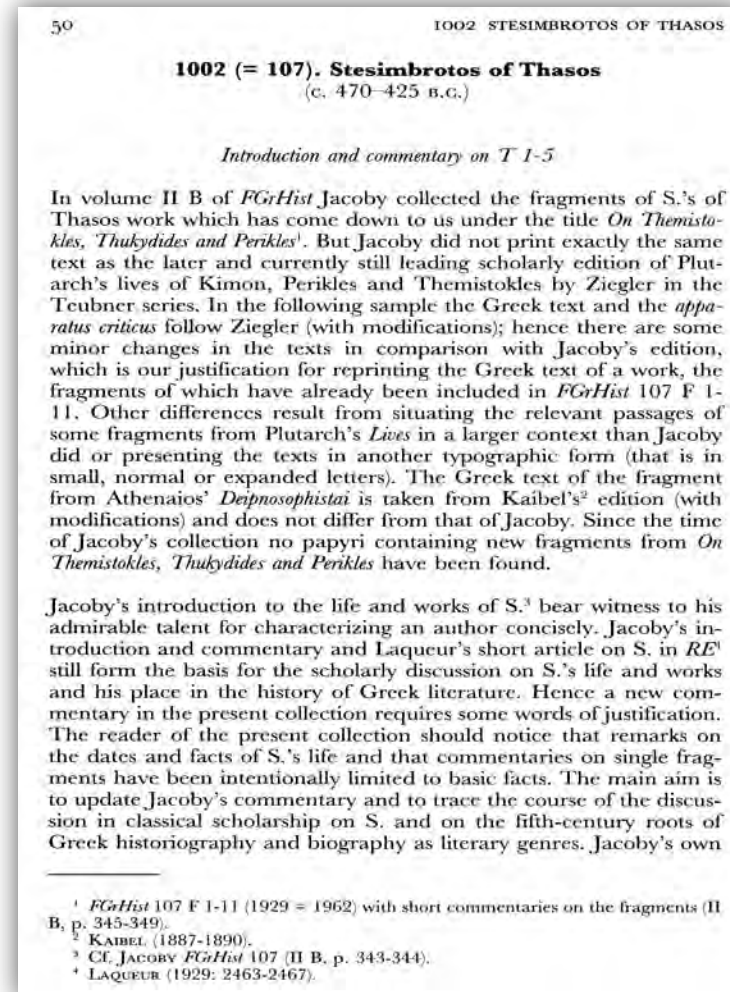 50 1002 STESIMBROTOS OF THASOS
1002 (= 107). Stesimbrotos of Thasos
(c. 470–425 B.C.)
Introduction and commentary on T 1-5
In volume II B of FGrHist Jacoby collected the fragments of S.'s of
Thasos work which has come down to us under the title On Themisto-
kles, Thukydides and Perikles¹. But Jacoby did not print exactly the same
text as the later and currently still leading scholarly edition of Plut-
arch's lives of Kimon, Perikles and Themistokles by Ziegler in the
Teubner series. In the following sample the Greek text and the appa-
ratus criticus follow Ziegler (with modifications); hence there are some
minor changes in the texts in comparison with Jacoby's edition,
which is our justification for reprinting the Greek text of a work, the
fragments of which have already been included in FGrHist 107 F 1-
11. Other differences result from situating the relevant passages of
some fragments from Plutarch's Lives in a larger context than Jacoby
did or presenting the texts in another typographic form (that is in
small, normal or expanded letters). The Greek text of the fragment
from Athenaios' Deipnosophistai is taken from Kaibel's² edition (with
modifications) and does not differ from that of Jacoby. Since the time
of Jacoby's collection no papyri containing new fragments from On
Themistokles, Thukydides and Perikles have been found.
Jacoby's introduction to the life and works of S.³ bear witness to his
admirable talent for characterizing an author concisely. Jacoby's in-
troduction and commentary and Laqueur's short article on S. in RE⁴
still form the basis for the scholarly discussion on S.'s life and works
and his place in the history of Greek literature. Hence a new com-
mentary in the present collection requires some words of justification.
The reader of the present collection should notice that remarks on
the dates and facts of S.'s life and that commentaries on single frag-
ments have been intentionally limited to basic facts. The main aim is
to update Jacoby's commentary and to trace the course of the discus-
sion in classical scholarship on S. and on the fifth-century roots of
Greek historiography and biography as literary genres. Jacoby's own
¹ FGrHist 107 F 1-11 (1929 = 1962) with short commentaries on the fragments (II
B, p. 345-349).
² KAIBEL (1887-1890).
³ Cf. JACOBY FGrHist 107 (II B, p. 343-344).
⁴ LAQUEUR (1929: 2463-2467).